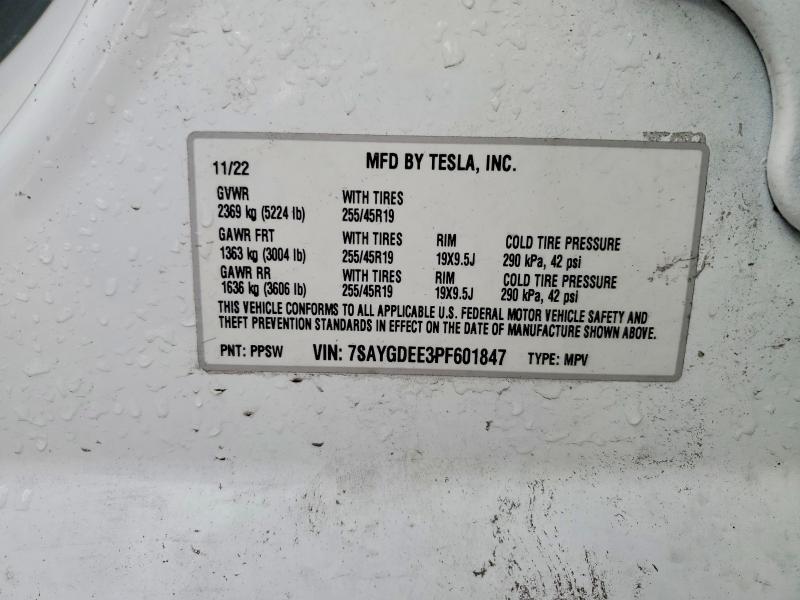 11/22 MFD BY TESLA, INC.
GVWR WITH TIRES
2369 kg (5224 lb) 255/45R19
GAWR FRT WITH TIRES RIM COLD TIRE PRESSURE
1363 kg (3004 lb) 255/45R19 19X9.5J 290 kPa, 42 psi
GAWR RR WITH TIRES RIM COLD TIRE PRESSURE
1636 kg (3606 lb) 255/45R19 19X9.5J 290 kPa, 42 psi
THIS VEHICLE CONFORMS TO ALL APPLICABLE U.S. FEDERAL MOTOR VEHICLE SAFETY AND
THEFT PREVENTION STANDARDS IN EFFECT ON THE DATE OF MANUFACTURE SHOWN ABOVE.
PNT: PPSW VIN: 7SAYGDEE3PF601847 TYPE: MPV